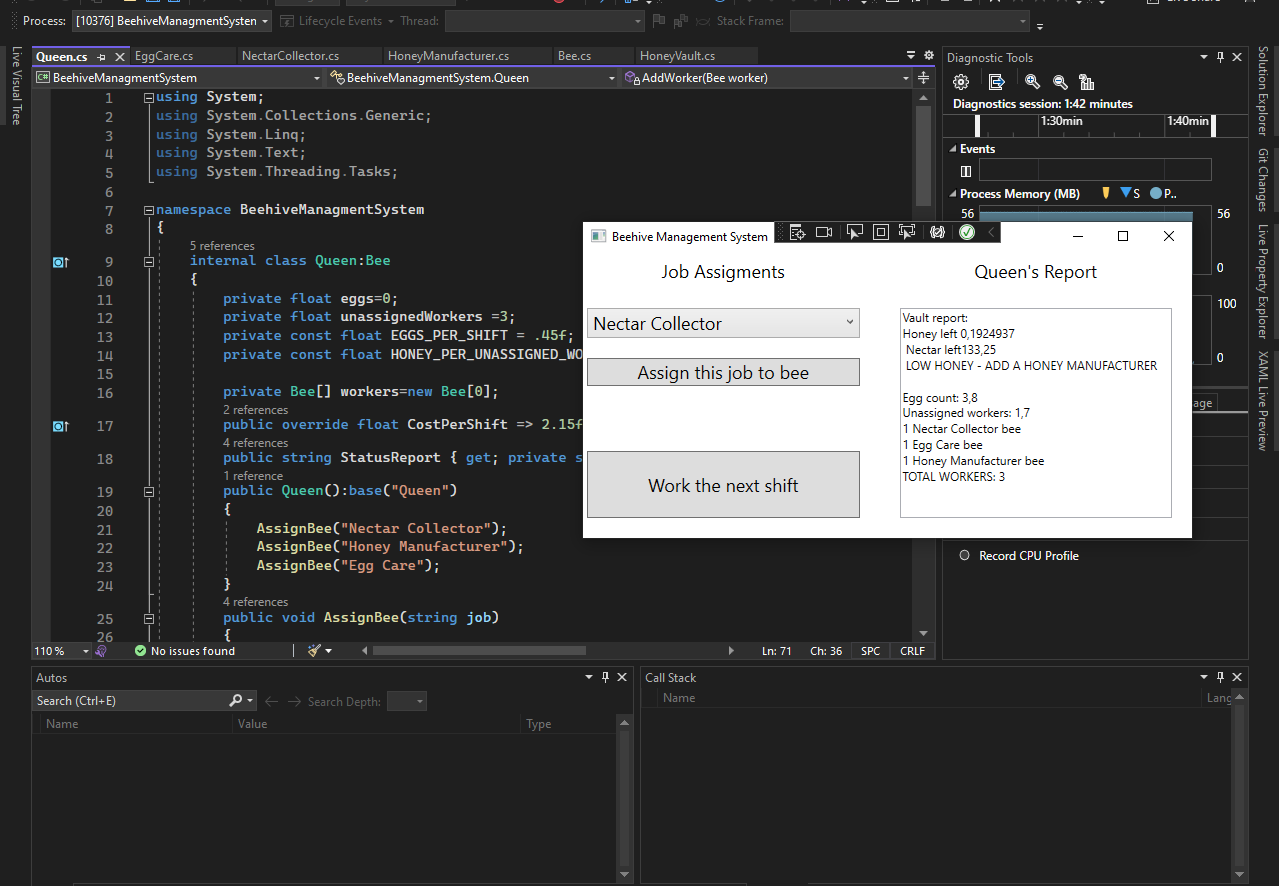 Process: [10376] BeehiveManagmentSysten Lifecycle Events Thread: Stack Frame:
Live Visual Tree
Queen.cs EggCare.cs NectarCollector.cs HoneyManufacturer.cs Bee.cs HoneyVault.cs
BeehiveManagmentSystem BeehiveManagmentSystem.Queen AddWorker(Bee worker)
1 using System;
2 using System.Collections.Generic;
3 using System.Linq;
4 using System.Text;
5 using System.Threading.Tasks;
6
7 namespace BeehiveManagmentSystem
8 {
5 references
9 internal class Queen:Bee
10 {
11 private float eggs=0;
12 private float unassignedWorkers =3;
13 private const float EGGS_PER_SHIFT = .45f;
14 private const float HONEY_PER_UNASSIGNED_WO
15
16 private Bee[] workers=new Bee[0];
2 references
17 public override float CostPerShift => 2.15f
4 references
18 public string StatusReport { get; private s
1 reference
19 public Queen():base("Queen")
20 {
21 AssignBee("Nectar Collector");
22 AssignBee("Honey Manufacturer");
23 AssignBee("Egg Care");
24 }
4 references
25 public void AssignBee(string job)
26 {
110 % No issues found Ln: 71 Ch: 36 SPC CRLF
Beehive Management System
Job Assigments
Nectar Collector
Assign this job to bee
Work the next shift
Queen's Report
Vault report:
Honey left 0,1924937
Nectar left133,25
LOW HONEY - ADD A HONEY MANUFACTURER
Egg count: 3,8
Unassigned workers: 1,7
1 Nectar Collector bee
1 Egg Care bee
1 Honey Manufacturer bee
TOTAL WORKERS: 3
Diagnostic Tools
Diagnostics session: 1:42 minutes
1:30min 1:40min
Events
Process Memory (MB) S P..
56 56
0
100
0
age
Record CPU Profile
Solution Explorer
Git Changes
Live Property Explorer
XAML Live Preview
Autos
Search (Ctrl+E) Search Depth:
Name Value Type
Call Stack
Name Lang